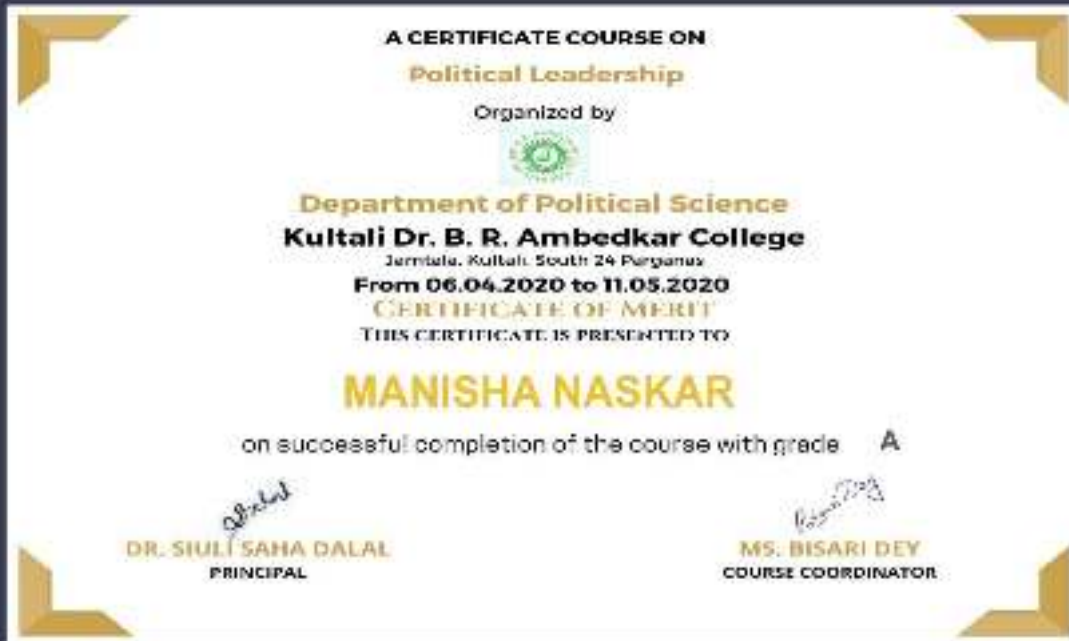 A CERTIFICATE COURSE ON
Political Leadership
Organized by
Department of Political Science
Kultali Dr. B. R. Ambedkar College
Jamtala, Kultali, South 24 Parganas
From 06.04.2020 to 11.05.2020
CERTIFICATE OF MERIT
THIS CERTIFICATE IS PRESENTED TO
MANISHA NASKAR
on successful completion of the course with grade A
DR. SIULI SAHA DALAL
PRINCIPAL
MS. BISARI DEY
COURSE COORDINATOR